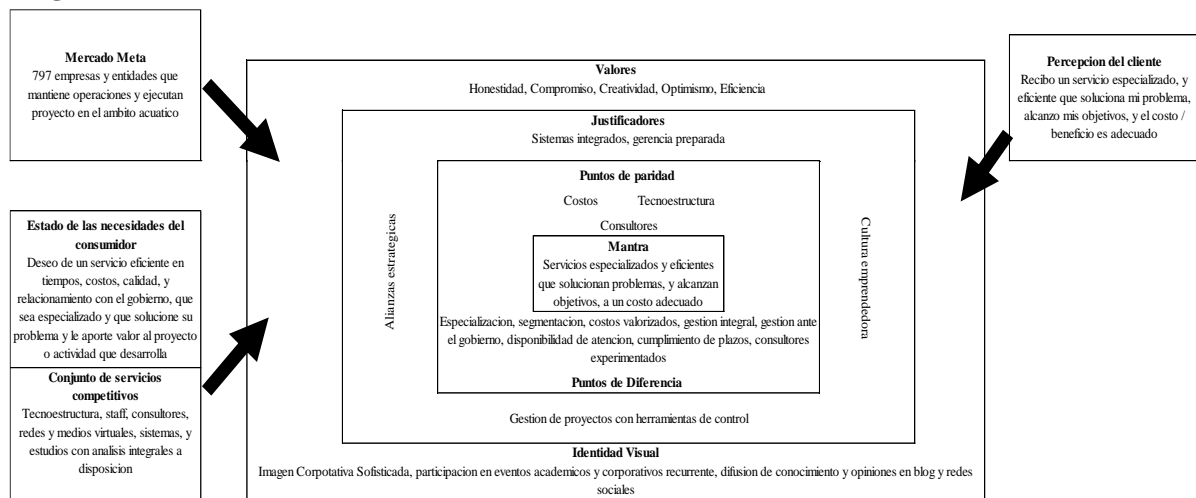 Mercado Meta
797 empresas y entidades que
mantiene operaciones y ejecutan
proyecto en el ambito acuatico
Estado de las necesidades del
consumidor
Deseo de un servicio eficiente en
tiempos, costos, calidad, y
relacionamiento con el gobierno, que
sea especializado y que solucione su
problema y le aporte valor al proyecto
o actividad que desarrolla
Conjunto de servicios
competitivos
Tecnoestructura, staff, consultores,
redes y medios virtuales, sistemas, y
estudios con analisis integrales a
disposicion
Valores
Honestidad, Compromiso, Creatividad, Optimismo, Eficiencia
Justificadores
Sistemas integrados, gerencia preparada
Alianzas estrategicas
Puntos de paridad
Costos Tecnoestructura
Consultores
Mantra
Servicios especializados y eficientes
que solucionan problemas, y alcanzan
objetivos, a un costo adecuado
Especializacion, segmentacion, costos valorizados, gestion integral, gestion ante
el gobierno, disponibilidad de atencion, cumplimiento de plazos, consultores
experimentados
Puntos de Diferencia
Cultura emprendedora
Gestion de proyectos con herramientas de control
Identidad Visual
Imagen Corpotativa Sofisticada, participacion en eventos academicos y corporativos recurrente, difusion de conocimiento y opiniones en blog y redes
sociales
Percepcion del cliente
Recibo un servicio especializado, y
eficiente que soluciona mi problema,
alcanzo mis objetivos, y el costo /
beneficio es adecuado